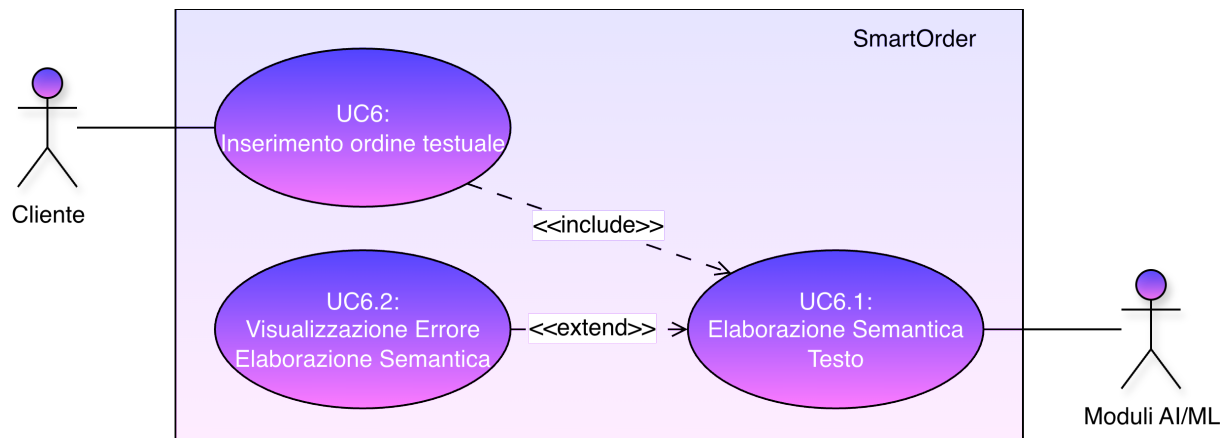 SmartOrder
UC6:
Inserimento ordine testuale
Cliente
<<include>>
UC6.2:
Visualizzazione Errore
Elaborazione Semantica
<<extend>>
UC6.1:
Elaborazione Semantica
Testo
Moduli AI/ML